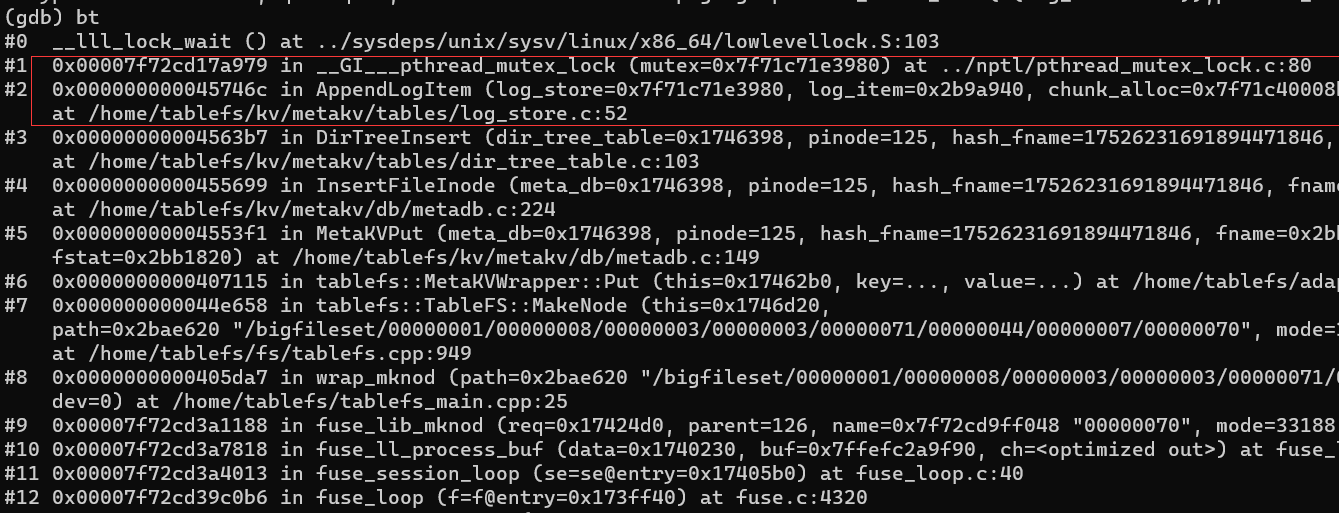 (gdb) bt
#0  __lll_lock_wait () at ../sysdeps/unix/sysv/linux/x86_64/lowlevellock.S:103
#1  0x00007f72cd17a979 in __GI___pthread_mutex_lock (mutex=0x7f71c71e3980) at ../nptl/pthread_mutex_lock.c:80
#2  0x000000000045746c in AppendLogItem (log_store=0x7f71c71e3980, log_item=0x2b9a940, chunk_alloc=0x7f71c40008
    at /home/tablefs/kv/metakv/tables/log_store.c:52
#3  0x00000000004563b7 in DirTreeInsert (dir_tree_table=0x1746398, pinode=125, hash_fname=17526231691894471846,
    at /home/tablefs/kv/metakv/tables/dir_tree_table.c:103
#4  0x0000000000455699 in InsertFileInode (meta_db=0x1746398, pinode=125, hash_fname=17526231691894471846, fnam
    at /home/tablefs/kv/metakv/db/metadb.c:224
#5  0x00000000004553f1 in MetaKVPut (meta_db=0x1746398, pinode=125, hash_fname=17526231691894471846, fname=0x2b
    fstat=0x2bb1820) at /home/tablefs/kv/metakv/db/metadb.c:149
#6  0x0000000000407115 in tablefs::MetaKVWrapper::Put (this=0x17462b0, key=..., value=...) at /home/tablefs/ada
#7  0x000000000044e658 in tablefs::TableFS::MakeNode (this=0x1746d20,
    path=0x2bae620 "/bigfileset/00000001/00000008/00000003/00000003/00000071/00000044/00000007/00000070", mode=
    at /home/tablefs/fs/tablefs.cpp:949
#8  0x0000000000405da7 in wrap_mknod (path=0x2bae620 "/bigfileset/00000001/00000008/00000003/00000003/00000071/
    dev=0) at /home/tablefs/tablefs_main.cpp:25
#9  0x00007f72cd3a1188 in fuse_lib_mknod (req=0x17424d0, parent=126, name=0x7f72cd9ff048 "00000070", mode=33188
#10 0x00007f72cd3a7818 in fuse_ll_process_buf (data=0x1740230, buf=0x7ffefc2a9f90, ch=<optimized out>) at fuse_
#11 0x00007f72cd3a4013 in fuse_session_loop (se=se@entry=0x17405b0) at fuse_loop.c:40
#12 0x00007f72cd39c0b6 in fuse_loop (f=f@entry=0x173ff40) at fuse.c:4320